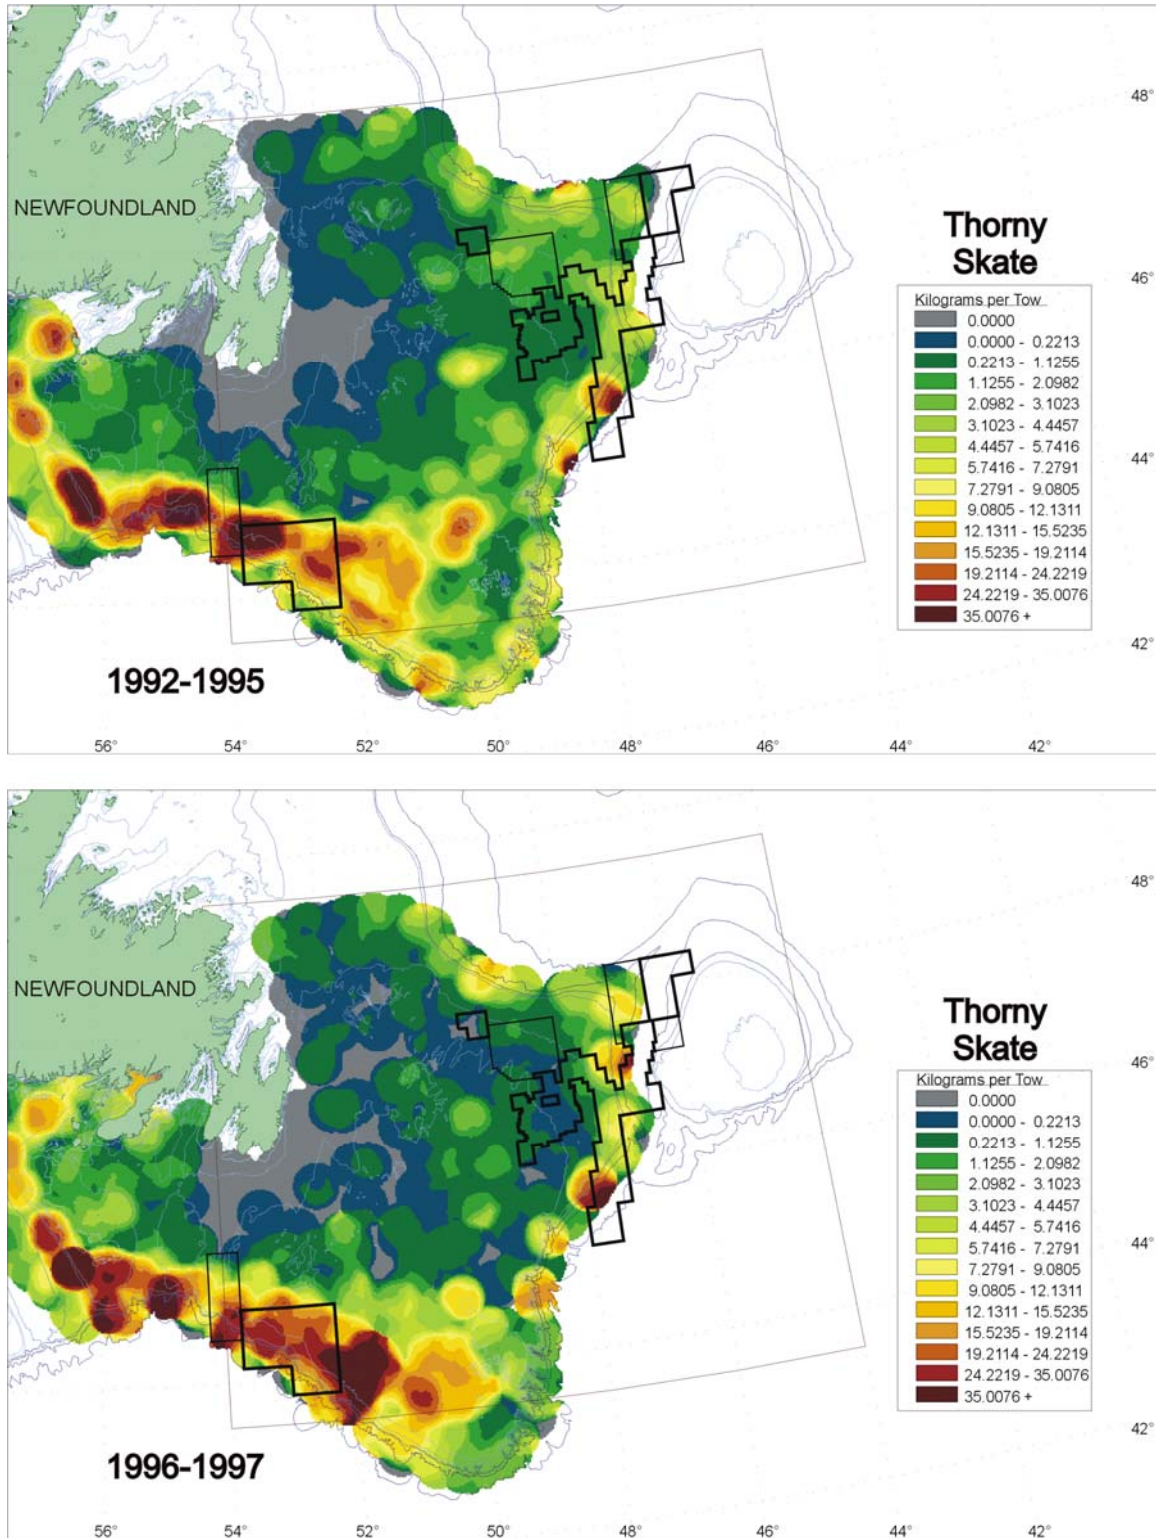 48°
NEWFOUNDLAND
Thorny
Skate
46°
Kilograms per Tow
0.0000
0.0000 - 0.2213
0.2213 - 1.1255
1.1255 - 2.0982
2.0982 - 3.1023
3.1023 - 4.4457
4.4457 - 5.7416
5.7416 - 7.2791
7.2791 - 9.0805
9.0805 - 12.1311
12.1311 - 15.5235
15.5235 - 19.2114
19.2114 - 24.2219
24.2219 - 35.0076
35.0076 +
44°
42°
1992-1995
56° 54° 52° 50° 48° 46° 44° 42°
48°
NEWFOUNDLAND
Thorny
Skate
46°
Kilograms per Tow
0.0000
0.0000 - 0.2213
0.2213 - 1.1255
1.1255 - 2.0982
2.0982 - 3.1023
3.1023 - 4.4457
4.4457 - 5.7416
5.7416 - 7.2791
7.2791 - 9.0805
9.0805 - 12.1311
12.1311 - 15.5235
15.5235 - 19.2114
19.2114 - 24.2219
24.2219 - 35.0076
35.0076 +
44°
42°
1996-1997
56° 54° 52° 50° 48° 46° 44° 42°